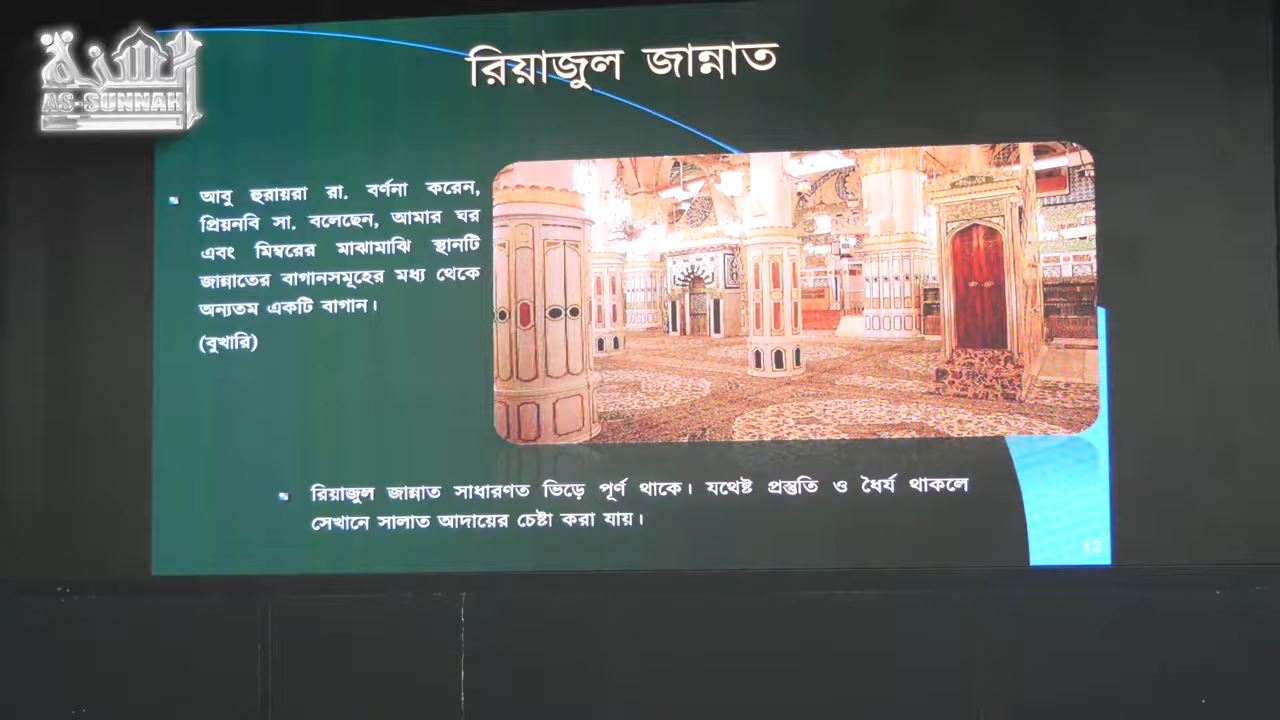 السنة
AS-SUNNAH
রিয়াজুল জান্নাত
আবু হুরায়রা রা. বর্ণনা করেন,
প্রিয়নবি সা. বলেছেন, আমার ঘর
এবং মিম্বরের মাঝামাঝি স্থানটি
জান্নাতের বাগানসমূহের মধ্য থেকে
অন্যতম একটি বাগান।
(বুখারি)
রিয়াজুল জান্নাত সাধারণত ভিড়ে পূর্ণ থাকে। যথেষ্ট প্রস্তুতি ও ধৈর্য থাকলে
সেখানে সালাত আদায়ের চেষ্টা করা যায়।
12